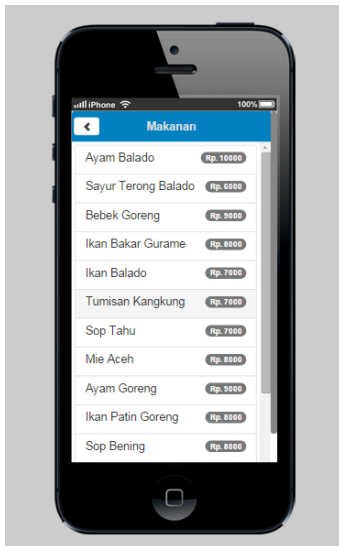 iPhone 100%
Makanan
Ayam Balado Rp. 10000
Sayur Terong Balado Rp. 6000
Bebek Goreng Rp. 9000
Ikan Bakar Gurame Rp. 8000
Ikan Balado Rp. 7000
Tumisan Kangkung Rp. 7000
Sop Tahu Rp. 7000
Mie Aceh Rp. 8000
Ayam Goreng Rp. 9000
Ikan Patin Goreng Rp. 8000
Sop Bening Rp. 8000